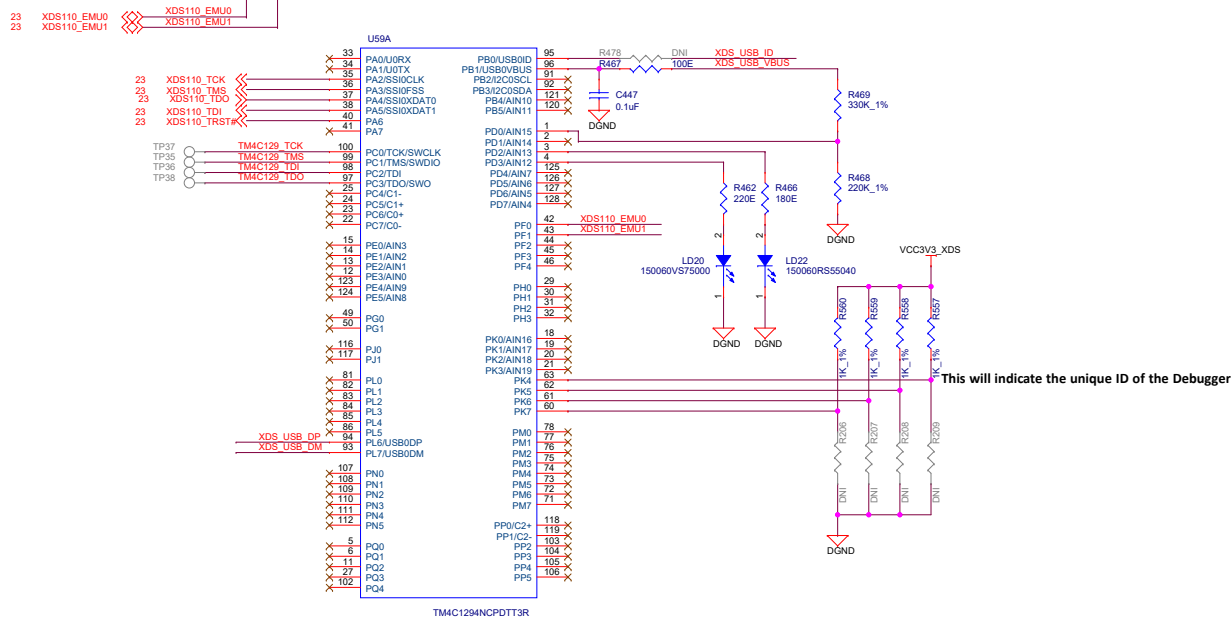 23 XDS110_EMU0 XDS110_EMU0
23 XDS110_EMU1 XDS110_EMU1
U59A
23 XDS110_TCK
23 XDS110_TMS
23 XDS110_TDO
23 XDS110_TDI
23 XDS110_TRST#
TP37 TM4C129_TCK
TP35 TM4C129_TMS
TP36 TM4C129_TDI
TP38 TM4C129_TDO
XDS_USB_DP
XDS_USB_DM
33 PA0/U0RX
34 PA1/U0TX
35 PA2/SSI0CLK
36 PA3/SSI0FSS
37 PA4/SSI0XDAT0
38 PA5/SSI0XDAT1
40 PA6
41 PA7
100 PC0/TCK/SWCLK
99 PC1/TMS/SWDIO
98 PC2/TDI
97 PC3/TDO/SWO
25 PC4/C1-
24 PC5/C1+
23 PC6/C0+
22 PC7/C0-
15 PE0/AIN3
14 PE1/AIN2
13 PE2/AIN1
12 PE3/AIN0
123 PE4/AIN9
124 PE5/AIN8
49 PG0
50 PG1
116 PJ0
117 PJ1
81 PL0
82 PL1
83 PL2
84 PL3
85 PL4
86 PL5
94 PL6/USB0DP
93 PL7/USB0DM
107 PN0
108 PN1
109 PN2
110 PN3
111 PN4
112 PN5
5 PQ0
6 PQ1
11 PQ2
27 PQ3
102 PQ4
PB0/USB0ID 95
PB1/USB0VBUS 96
PB2/I2C0SCL 91
PB3/I2C0SDA 92
PB4/AIN10 121
PB5/AIN11 120
PD0/AIN15 1
PD1/AIN14 2
PD2/AIN13 3
PD3/AIN12 4
PD4/AIN7 125
PD5/AIN6 126
PD6/AIN5 127
PD7/AIN4 128
PF0 42 XDS110_EMU0
PF1 43 XDS110_EMU1
PF2 44
PF3 45
PF4 46
PH0 29
PH1 30
PH2 31
PH3 32
PK0/AIN16 18
PK1/AIN17 19
PK2/AIN18 20
PK3/AIN19 21
PK4 63
PK5 62
PK6 61
PK7 60
PM0 78
PM1 77
PM2 76
PM3 75
PM4 74
PM5 73
PM6 72
PM7 71
PP0/C2+ 118
PP1/C2- 119
PP2 103
PP3 104
PP4 105
PP5 106
TM4C1294NCPDTT3R
R478 DNI XDS_USB_ID
R467 100E XDS_USB_VBUS
C447
0.1uF
DGND
R469
330K_1%
R468
220K_1%
DGND
R462
220E
R466
180E
2 2
LD20
150060VS75000
LD22
150060RS55040
1 1
DGND DGND
VCC3V3_XDS
R560 R559 R558 R557
1K_1% 1K_1% 1K_1% 1K_1%
This will indicate the unique ID of the Debugger
R206 R207 R208 R209
DNI DNI DNI DNI
DGND